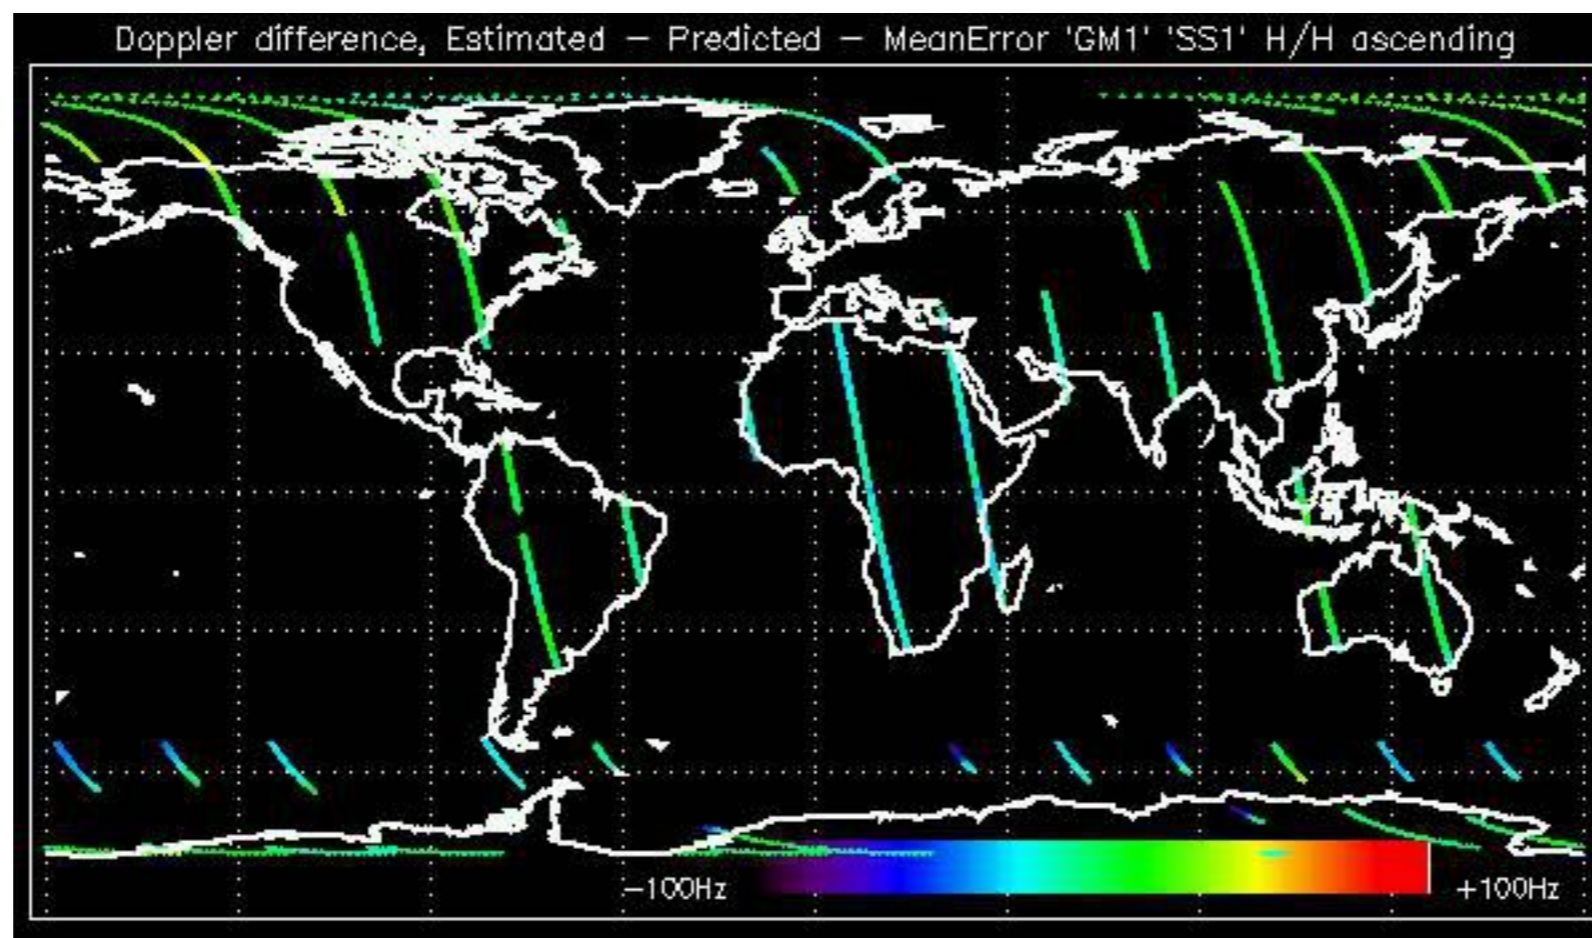 Doppler difference, Estimated – Predicted – MeanError 'GM1' 'SS1' H/H ascending
–100Hz +100Hz